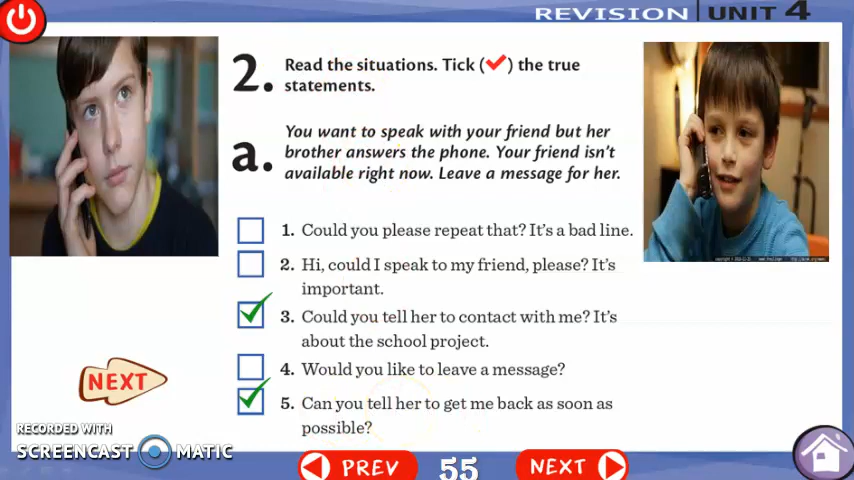 REVISION UNIT 4
2. Read the situations. Tick (✓) the true
statements.
a. You want to speak with your friend but her
brother answers the phone. Your friend isn't
available right now. Leave a message for her.
1. Could you please repeat that? It's a bad line.
2. Hi, could I speak to my friend, please? It's
important.
3. Could you tell her to contact with me? It's
about the school project.
4. Would you like to leave a message?
5. Can you tell her to get me back as soon as
possible?
NEXT
RECORDED WITH
SCREENCAST MATIC
PREV 55 NEXT